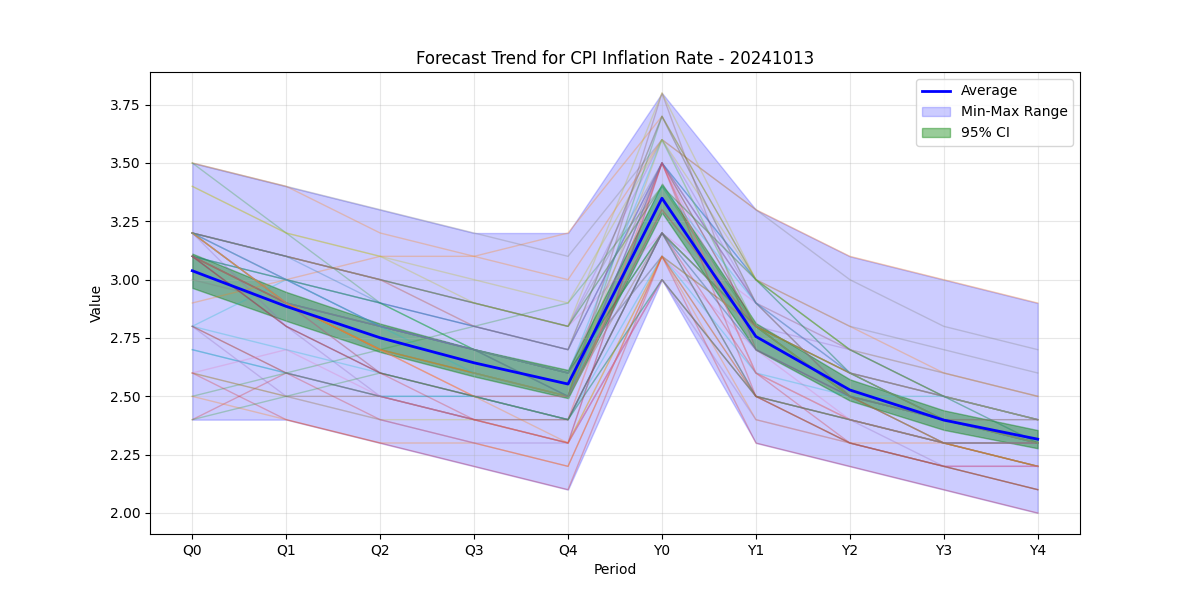 Forecast Trend for CPI Inflation Rate - 20241013
Average
Min-Max Range
95% CI
3.75
3.50
3.25
3.00
2.75
2.50
2.25
2.00
Value
Q0 Q1 Q2 Q3 Q4 Y0 Y1 Y2 Y3 Y4
Period